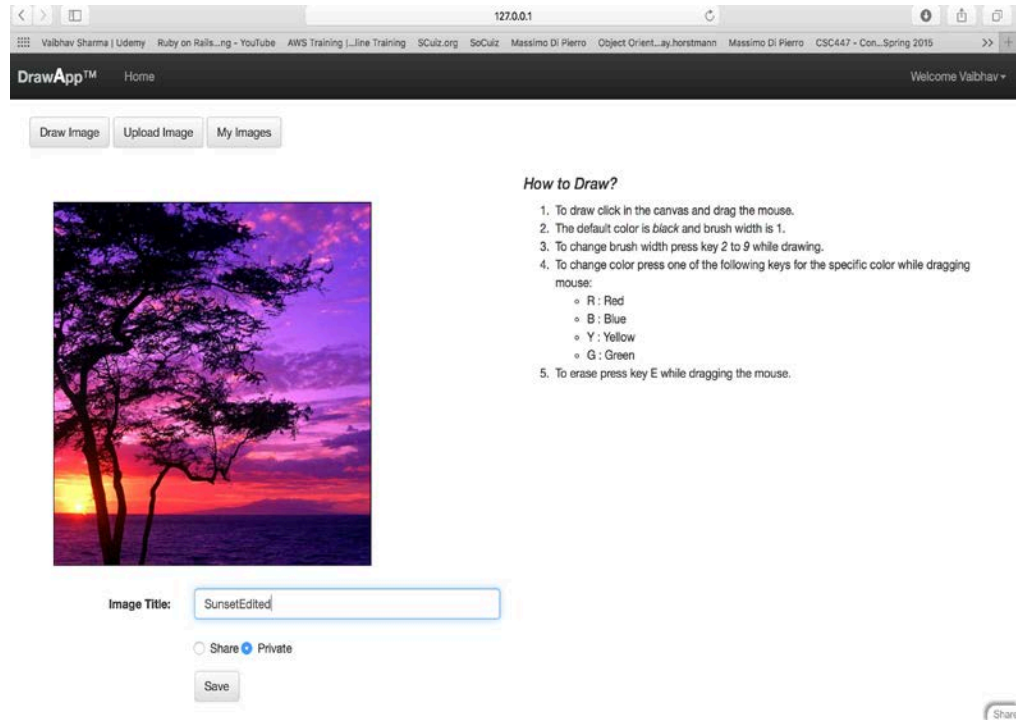 127.0.0.1
Vaibhav Sharma | Udemy Ruby on Rails...ng - YouTube AWS Training |...line Training SCuiz.org SoCuiz Massimo Di Pierro Object Orient...ay.horstmann Massimo Di Pierro CSC447 - Con...Spring 2015 >>
DrawApp™ Home Welcome Vaibhav
Draw Image Upload Image My Images
How to Draw?
1. To draw click in the canvas and drag the mouse.
2. The default color is black and brush width is 1.
3. To change brush width press key 2 to 9 while drawing.
4. To change color press one of the following keys for the specific color while dragging
mouse:
R : Red
B : Blue
Y : Yellow
G : Green
5. To erase press key E while dragging the mouse.
Image Title: SunsetEdited
Share Private
Save
Share